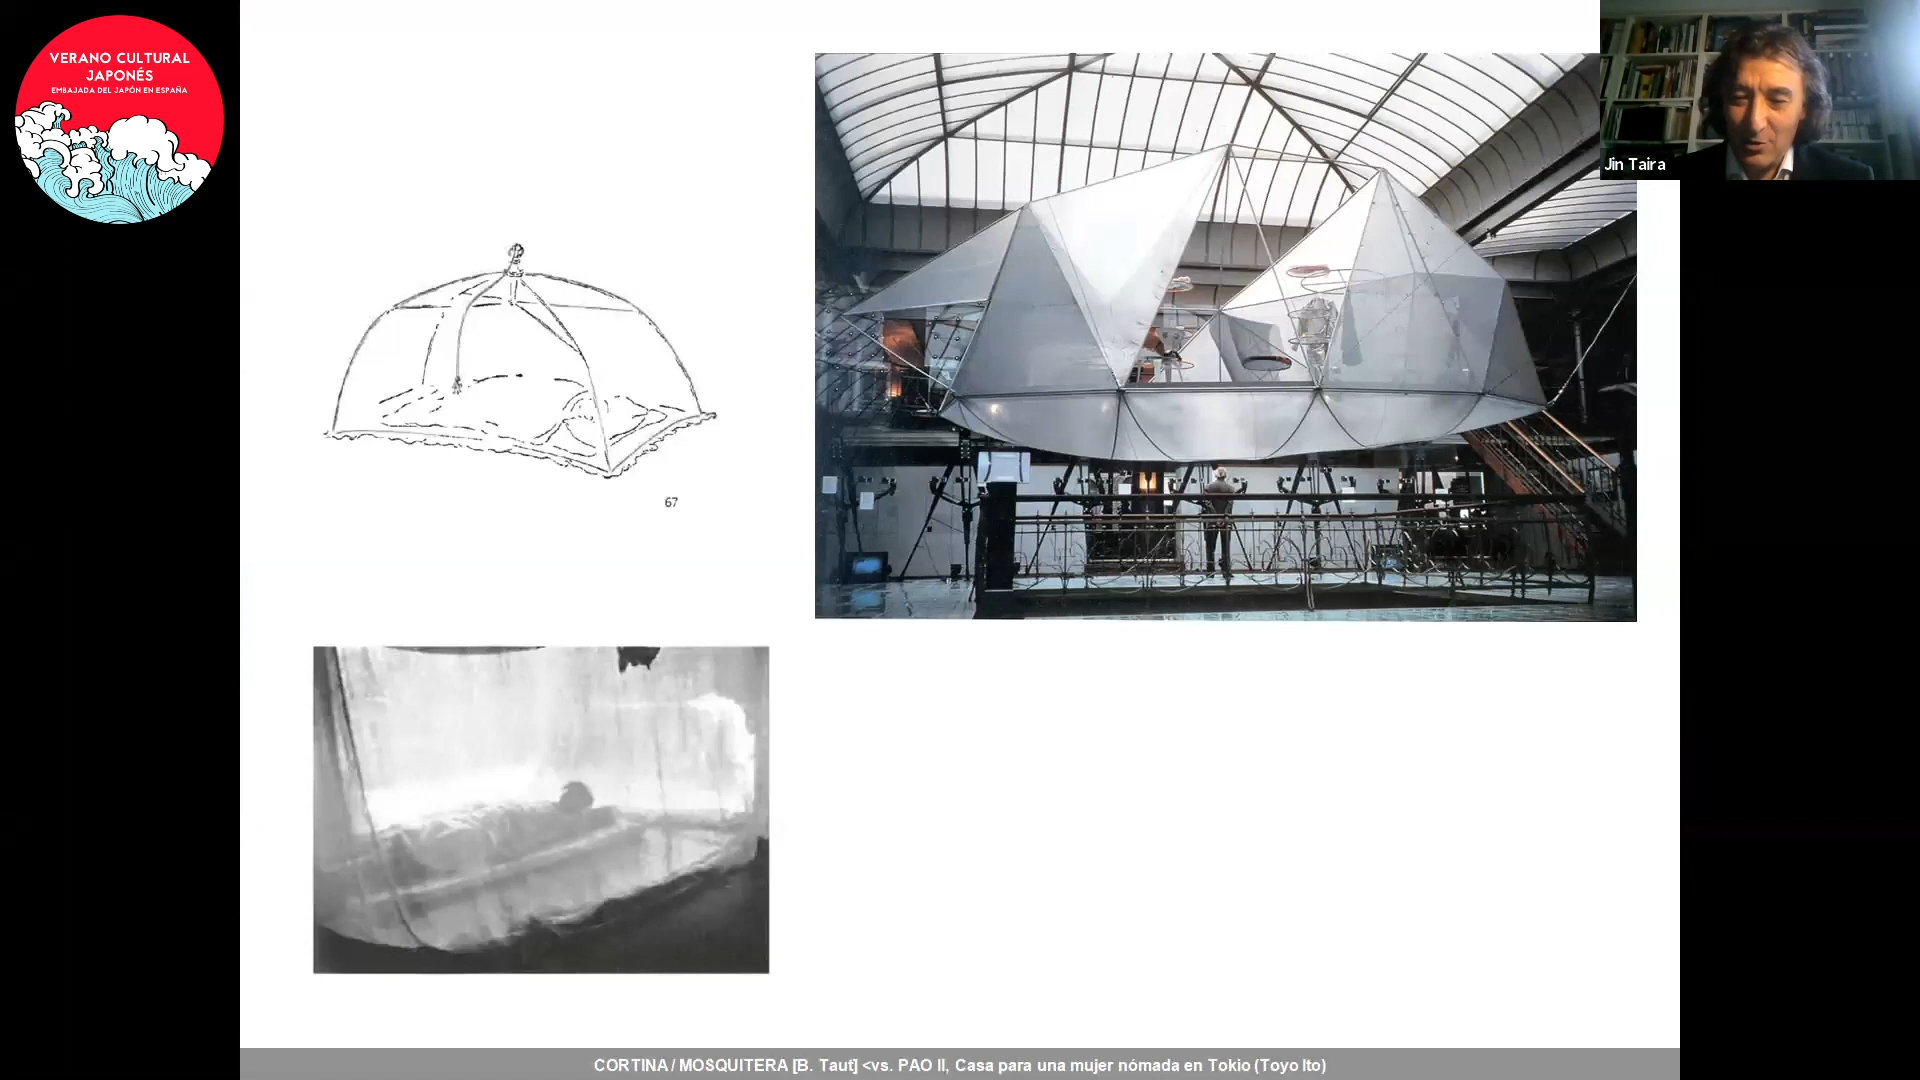 VERANO CULTURAL
JAPONÉS
EMBAJADA DEL JAPÓN EN ESPAÑA
Jin Taira
67
CORTINA / MOSQUITERA [B. Taut] <vs. PAO II, Casa para una mujer nómada en Tokio (Toyo Ito)